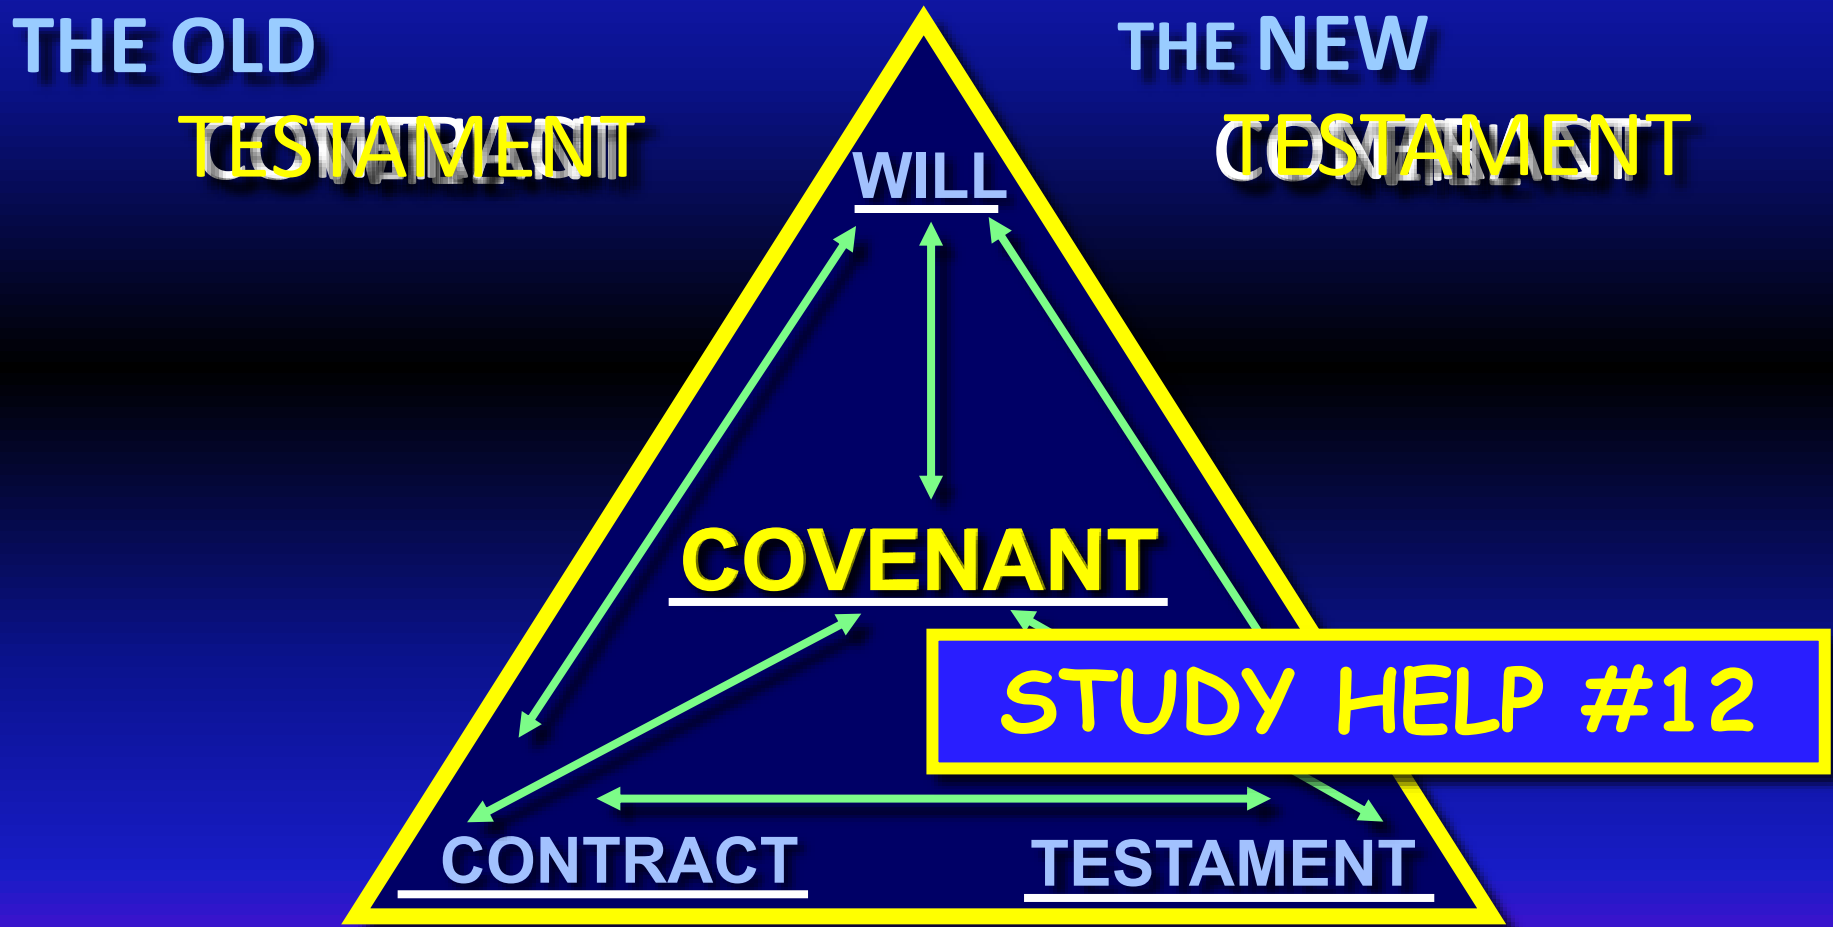 THE OLD
TESTAMENT
THE NEW
TESTAMENT
WILL
COVENANT
STUDY HELP #12
CONTRACT
TESTAMENT